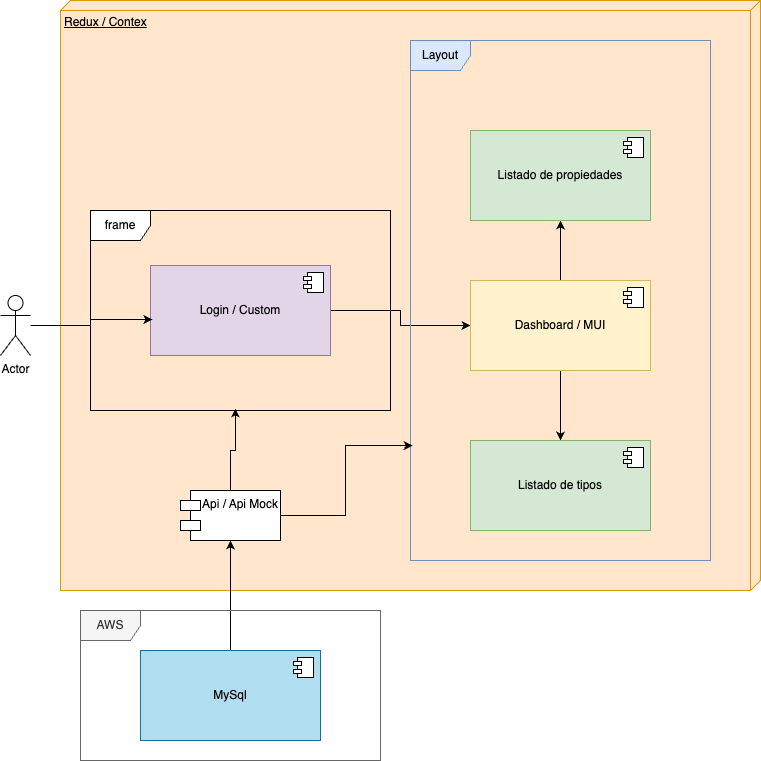 Redux / Contex
Layout
Listado de propiedades
frame
Login / Custom
Dashboard / MUI
Actor
Listado de tipos
Api / Api Mock
AWS
MySql